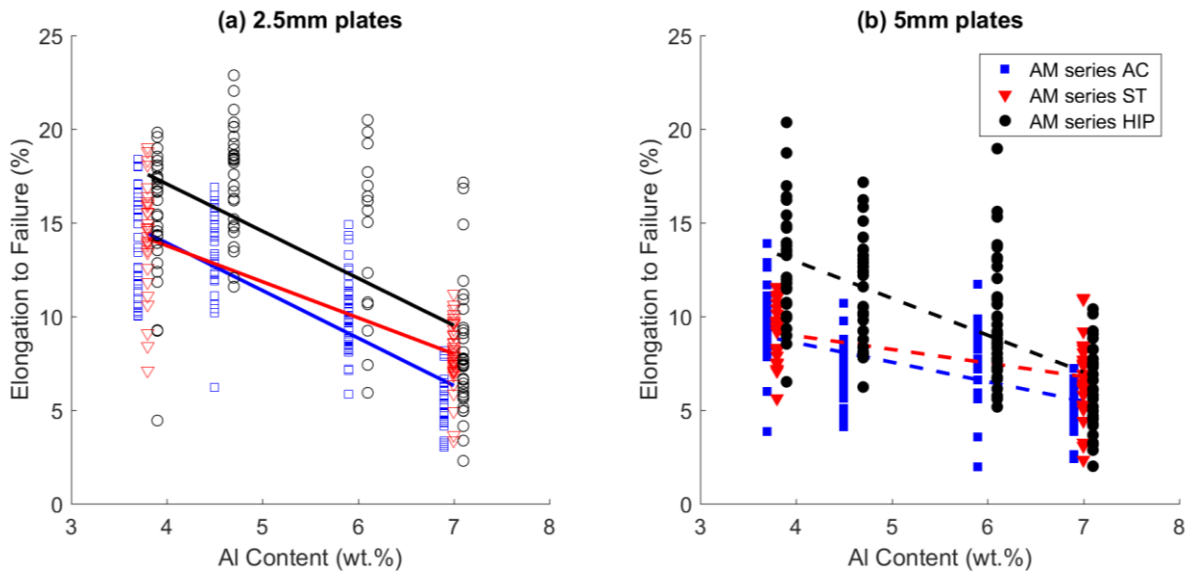 (a) 2.5mm plates
25
20
15
10
5
0
3 4 5 6 7 8
Elongation to Failure (%)
Al Content (wt.%)
(b) 5mm plates
25
20
15
10
5
0
3 4 5 6 7 8
Elongation to Failure (%)
Al Content (wt.%)
AM series AC
AM series ST
AM series HIP